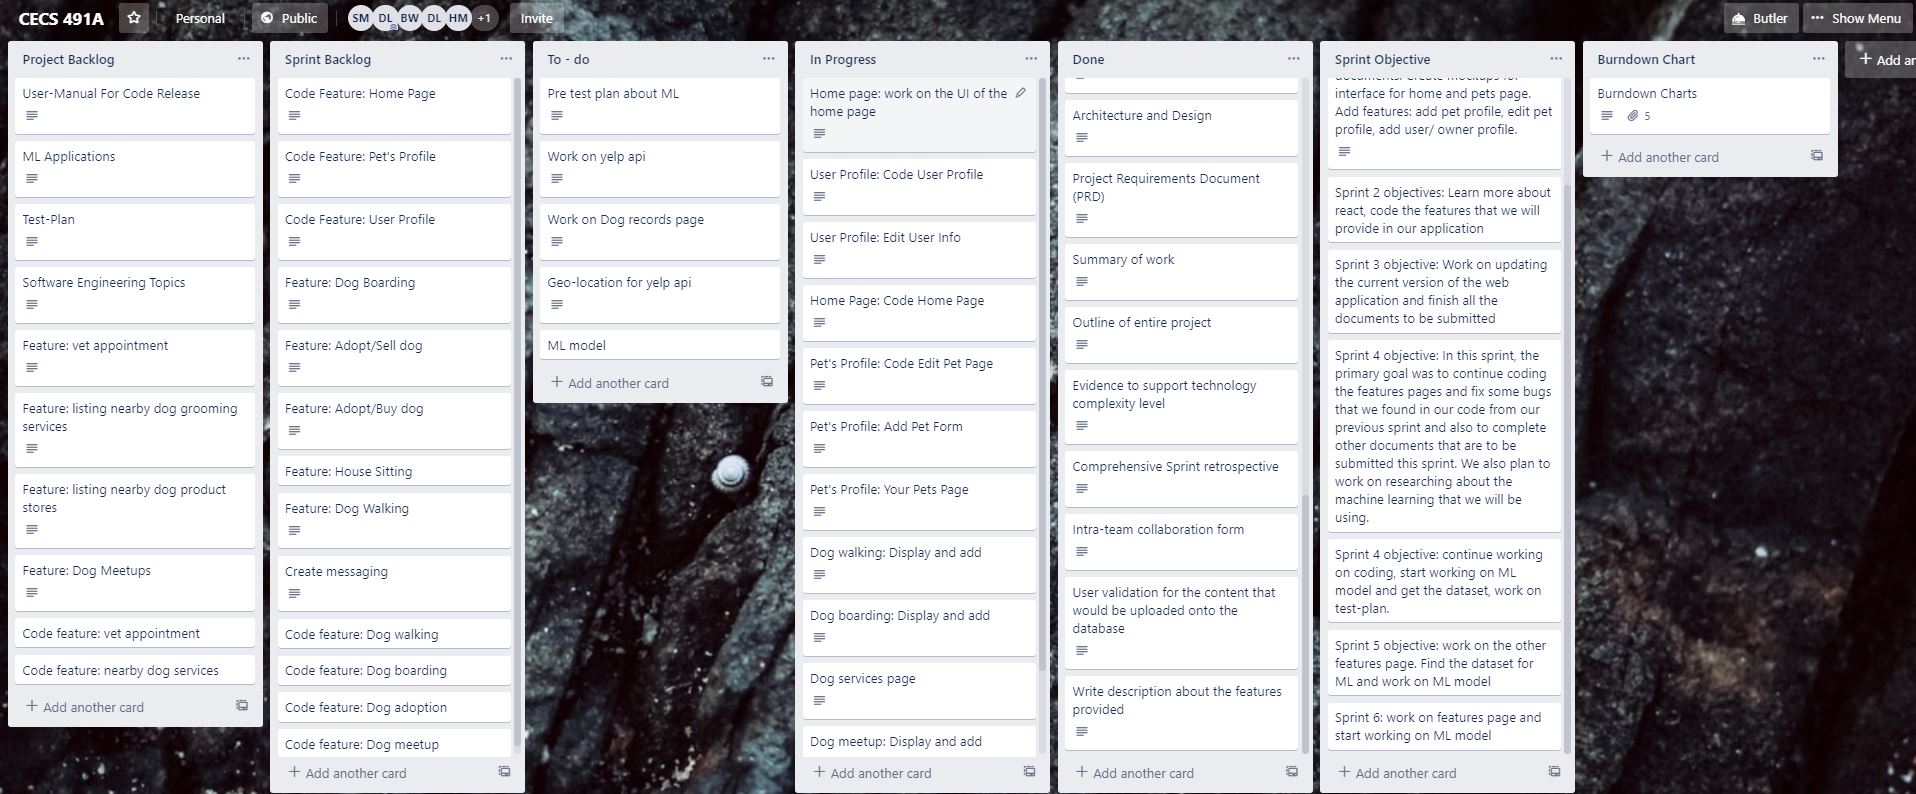 CECS 491A
Personal
Public
SM DL BW DL HM +1
Invite
Butler
Show Menu
Project Backlog
User-Manual For Code Release
ML Applications
Test-Plan
Software Engineering Topics
Feature: vet appointment
Feature: listing nearby dog grooming
services
Feature: listing nearby dog product
stores
Feature: Dog Meetups
Code feature: vet appointment
Code feature: nearby dog services
Add another card
Sprint Backlog
Code Feature: Home Page
Code Feature: Pet's Profile
Code Feature: User Profile
Feature: Dog Boarding
Feature: Adopt/Sell dog
Feature: Adopt/Buy dog
Feature: House Sitting
Feature: Dog Walking
Create messaging
Code feature: Dog walking
Code feature: Dog boarding
Code feature: Dog adoption
Code feature: Dog meetup
Add another card
To - do
Pre test plan about ML
Work on yelp api
Work on Dog records page
Geo-location for yelp api
ML model
Add another card
In Progress
Home page: work on the UI of the
home page
User Profile: Code User Profile
User Profile: Edit User Info
Home Page: Code Home Page
Pet's Profile: Code Edit Pet Page
Pet's Profile: Add Pet Form
Pet's Profile: Your Pets Page
Dog walking: Display and add
Dog boarding: Display and add
Dog services page
Dog meetup: Display and add
Add another card
Done
Architecture and Design
Project Requirements Document
(PRD)
Summary of work
Outline of entire project
Evidence to support technology
complexity level
Comprehensive Sprint retrospective
Intra-team collaboration form
User validation for the content that
would be uploaded onto the
database
Write description about the features
provided
Add another card
Sprint Objective
documents. Create mockups for
interface for home and pets page.
Add features: add pet profile, edit pet
profile, add user/ owner profile.
Sprint 2 objectives: Learn more about
react, code the features that we will
provide in our application
Sprint 3 objective: Work on updating
the current version of the web
application and finish all the
documents to be submitted
Sprint 4 objective: In this sprint, the
primary goal was to continue coding
the features pages and fix some bugs
that we found in our code from our
previous sprint and also to complete
other documents that are to be
submitted this sprint. We also plan to
work on researching about the
machine learning that we will be
using.
Sprint 4 objective: continue working
on coding, start working on ML
model and get the dataset, work on
test-plan.
Sprint 5 objective: work on the other
features page. Find the dataset for
ML and work on ML model
Sprint 6: work on features page and
start working on ML model
Add another card
Burndown Chart
Burndown Charts
5
Add another card
Add an